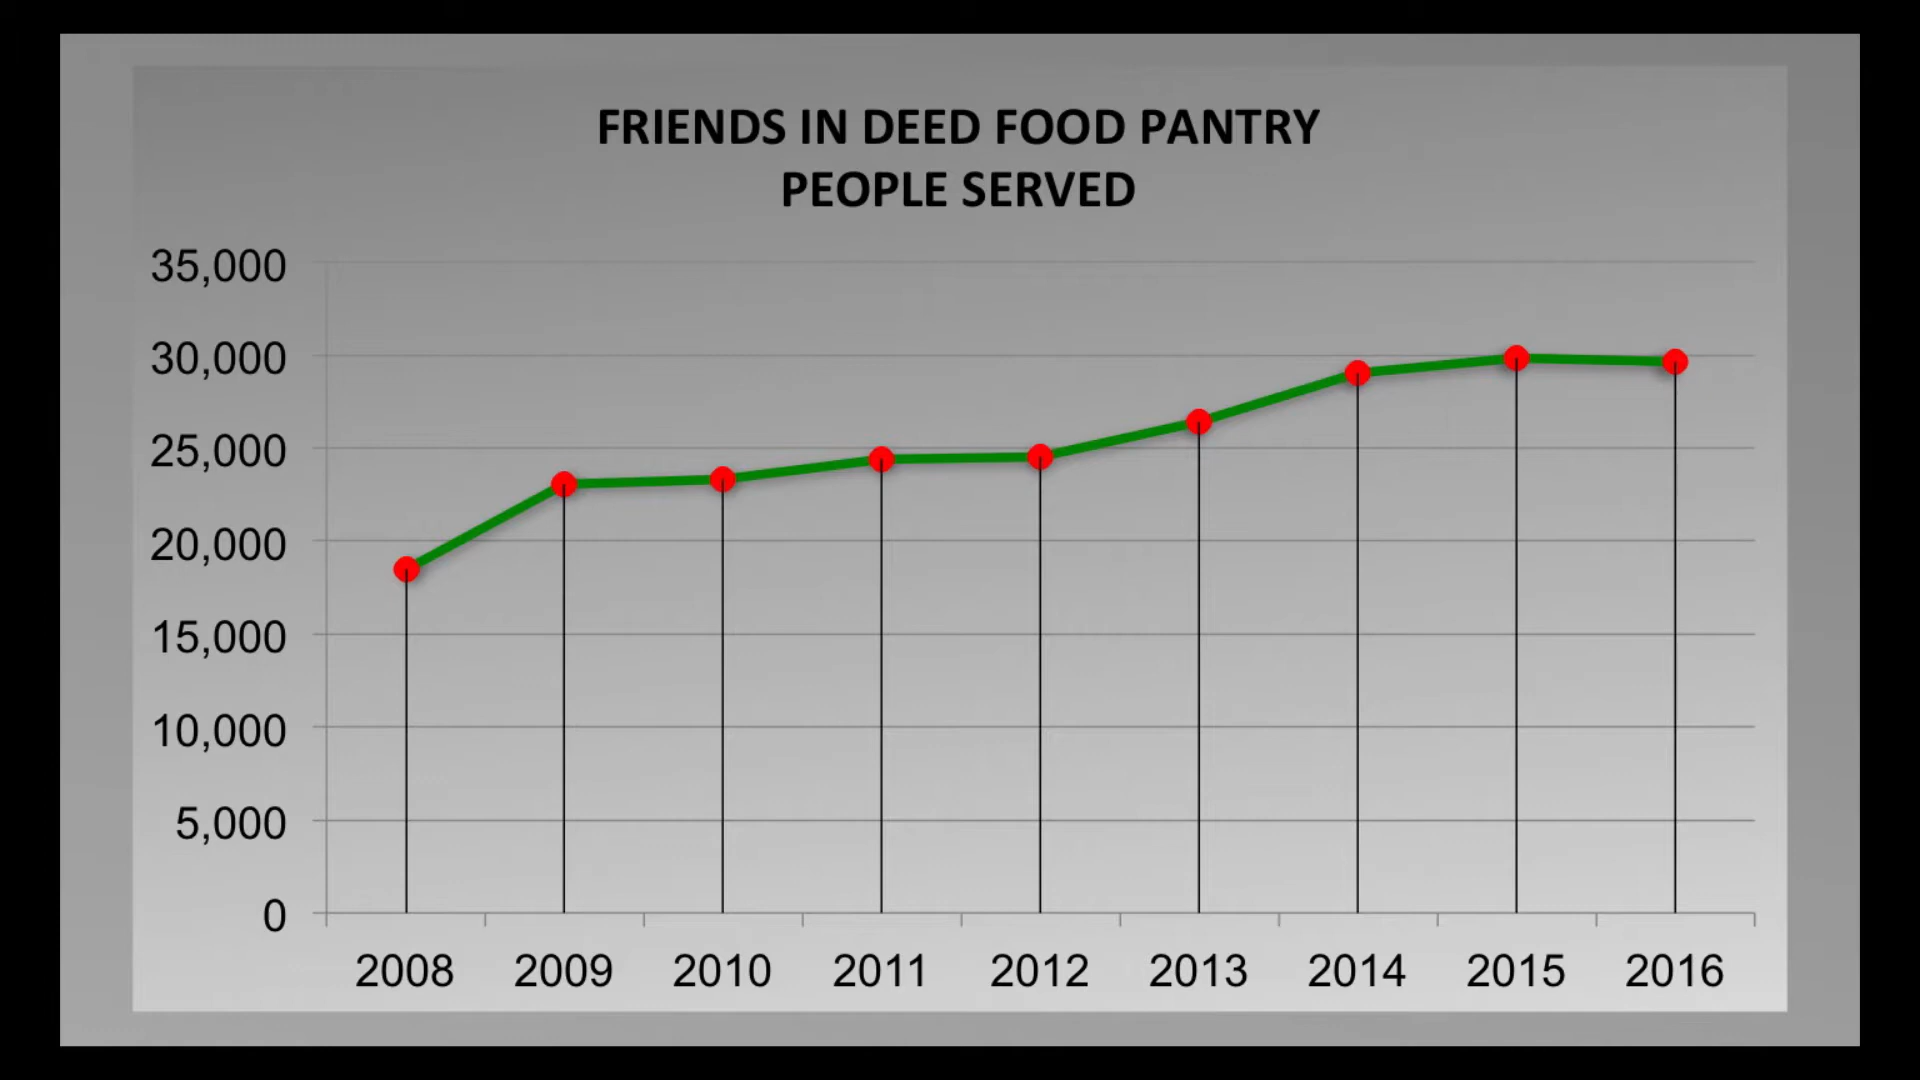 FRIENDS IN DEED FOOD PANTRY
PEOPLE SERVED
35,000
30,000
25,000
20,000
15,000
10,000
5,000
0
2008 2009 2010 2011 2012 2013 2014 2015 2016